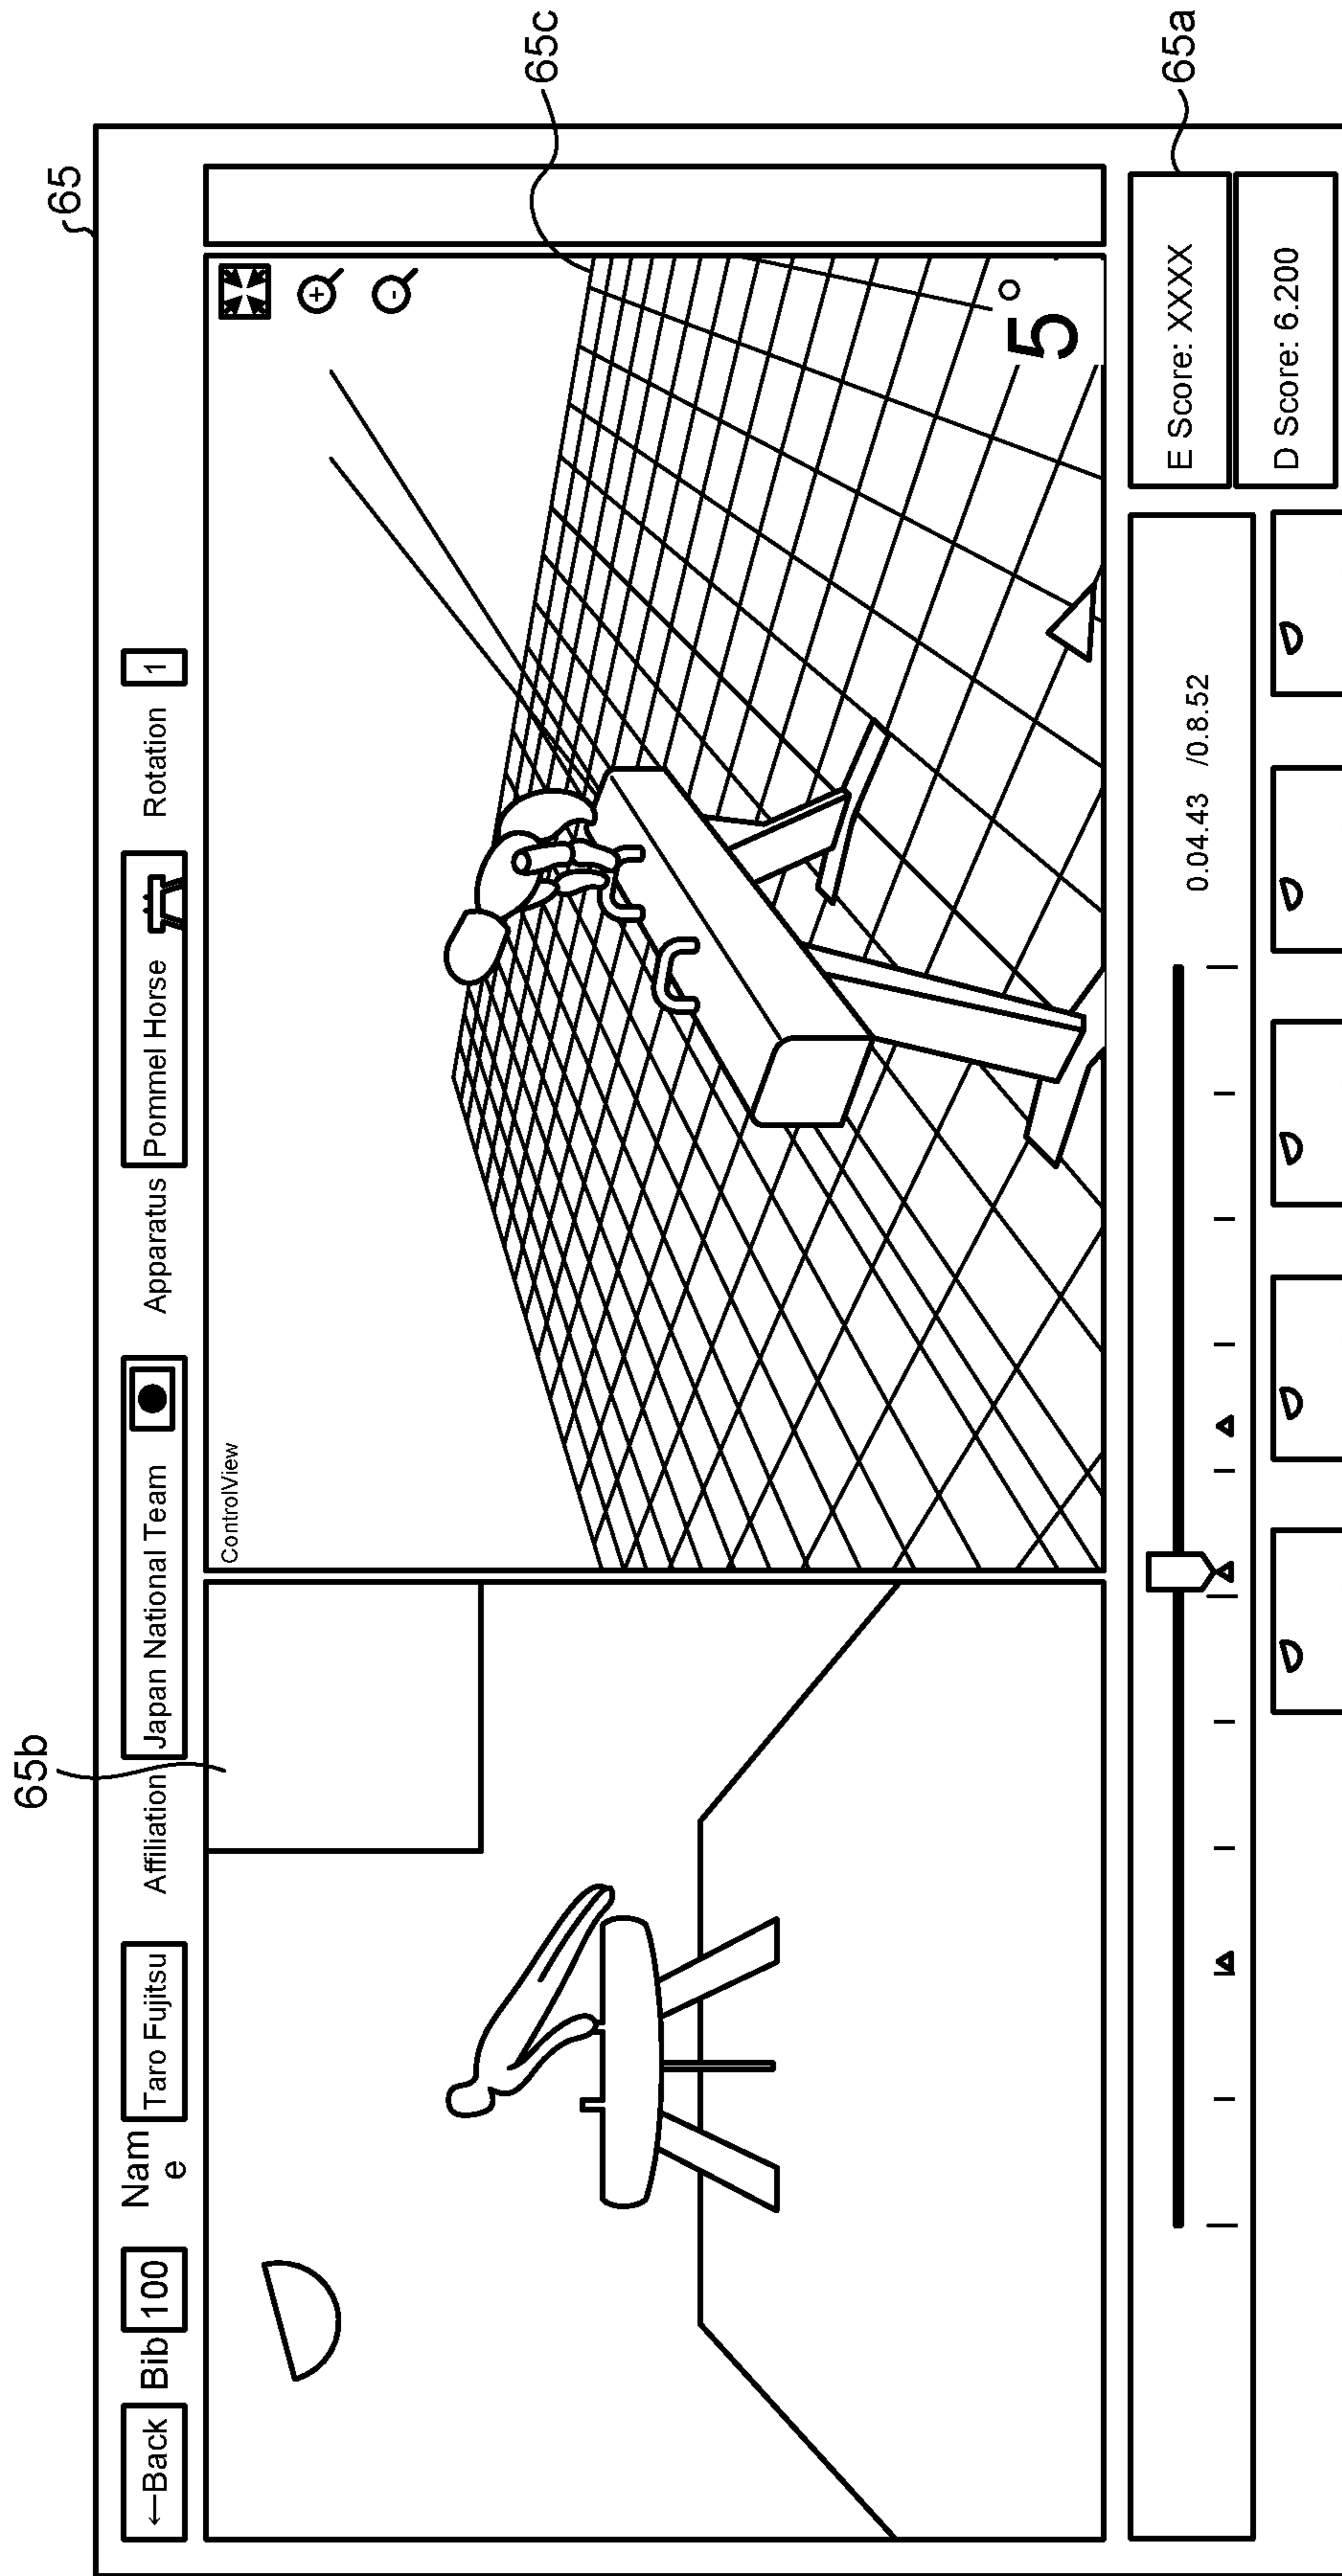 65
65b
65c
←Back Bib 100 Nam
e Taro Fujitsu Affiliation Japan National Team Apparatus Pommel Horse Rotation 1
ControlView
+
-
5°
0.04.43 /0.8.52
E Score: XXXX
65a
D Score: 6.200